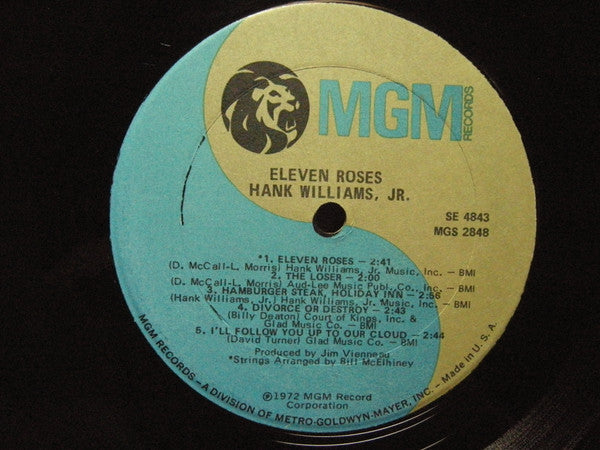 MGM
RECORDS
ELEVEN ROSES
HANK WILLIAMS, JR.
SE 4843
MGS 2848
*1. ELEVEN ROSES — 2:41
(D. McCall-L. Morris) Hank Williams, Jr. Music, Inc. — BMI
2. THE LOSER — 2:00
(D. McCall-L. Morris) Aud-Lee Music Publ. Co., Inc. — BMI
3. HAMBURGER STEAK, HOLIDAY INN — 2:56
(Hank Williams, Jr.) Hank Williams, Jr. Music, Inc. — BMI
4. DIVORCE OR DESTROY — 2:43
(Billy Deaton) Court of Kings, Inc. &
Glad Music Co. — BMI
5. I'LL FOLLOW YOU UP TO OUR CLOUD — 2:44
(David Turner) Glad Music Co. — BMI
Produced by Jim Vienneau
*Strings Arranged by Bill McElhiney
Ⓟ1972 MGM Record
Corporation
MGM RECORDS – A DIVISION OF METRO-GOLDWYN-MAYER, INC. – Made in U.S.A.